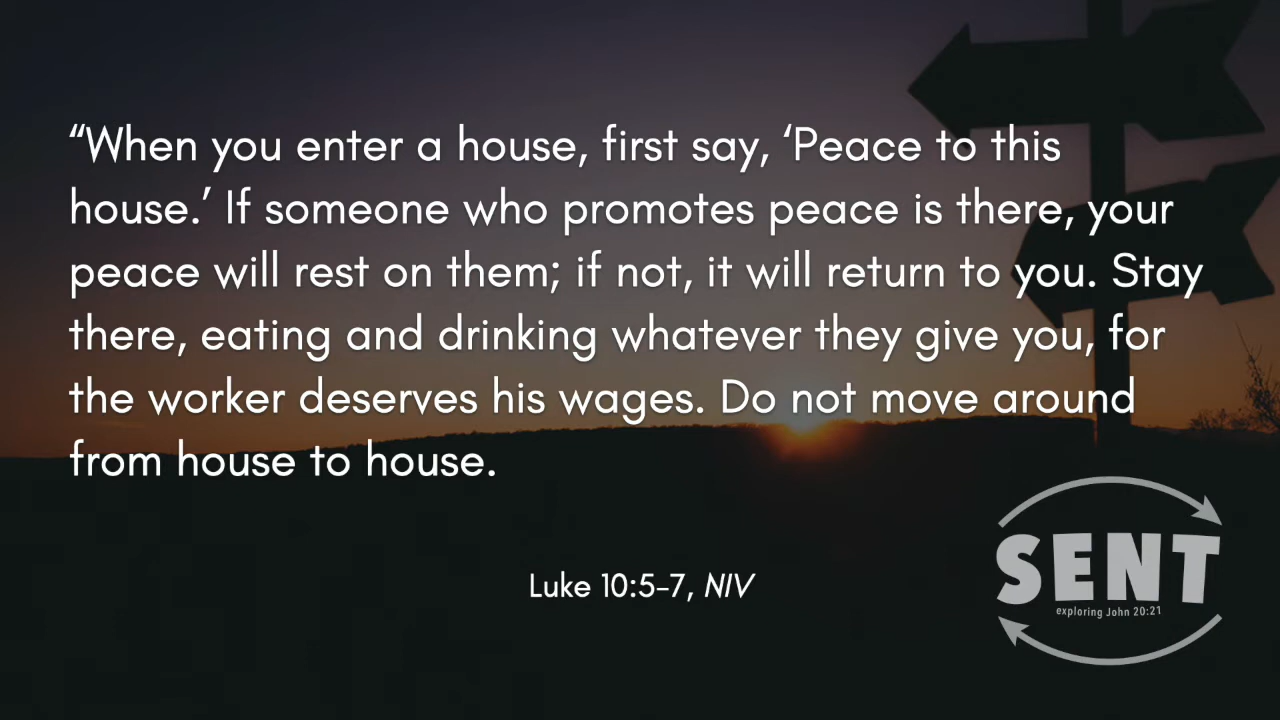 “When you enter a house, first say, ‘Peace to this
house.’ If someone who promotes peace is there, your
peace will rest on them; if not, it will return to you. Stay
there, eating and drinking whatever they give you, for
the worker deserves his wages. Do not move around
from house to house.
Luke 10:5–7, NIV
SENT
exploring John 20:21